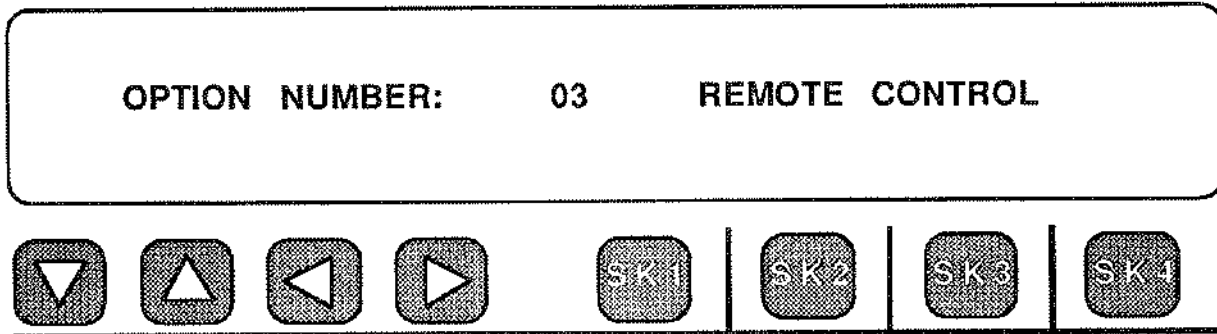 OPTION NUMBER: 03 REMOTE CONTROL
SK1 SK2 SK3 SK4